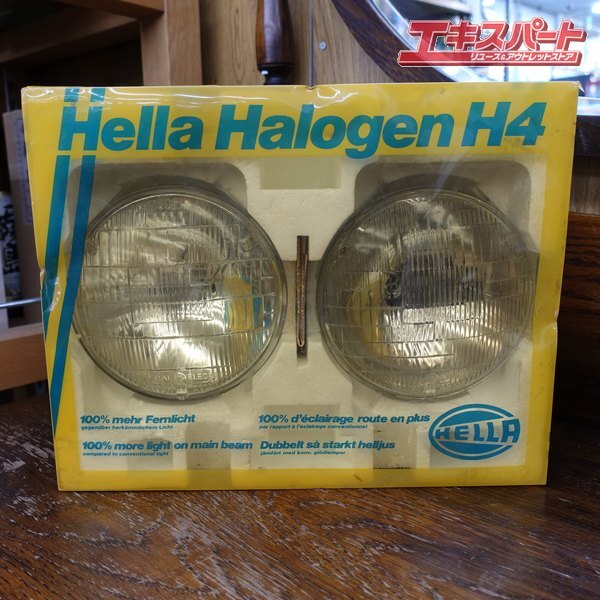 エキスパート
リユース&アウトレットストア
Hella Halogen H4
100% mehr Fernlicht
gegenüber herkömmlichem Licht
100% d'éclairage route en plus
par rapport à l'éclairage conventionnel
100% more light on main beam
compared to conventional light
Dubbelt så starkt helljus
jämfört med konv. glödlampor
HELLA